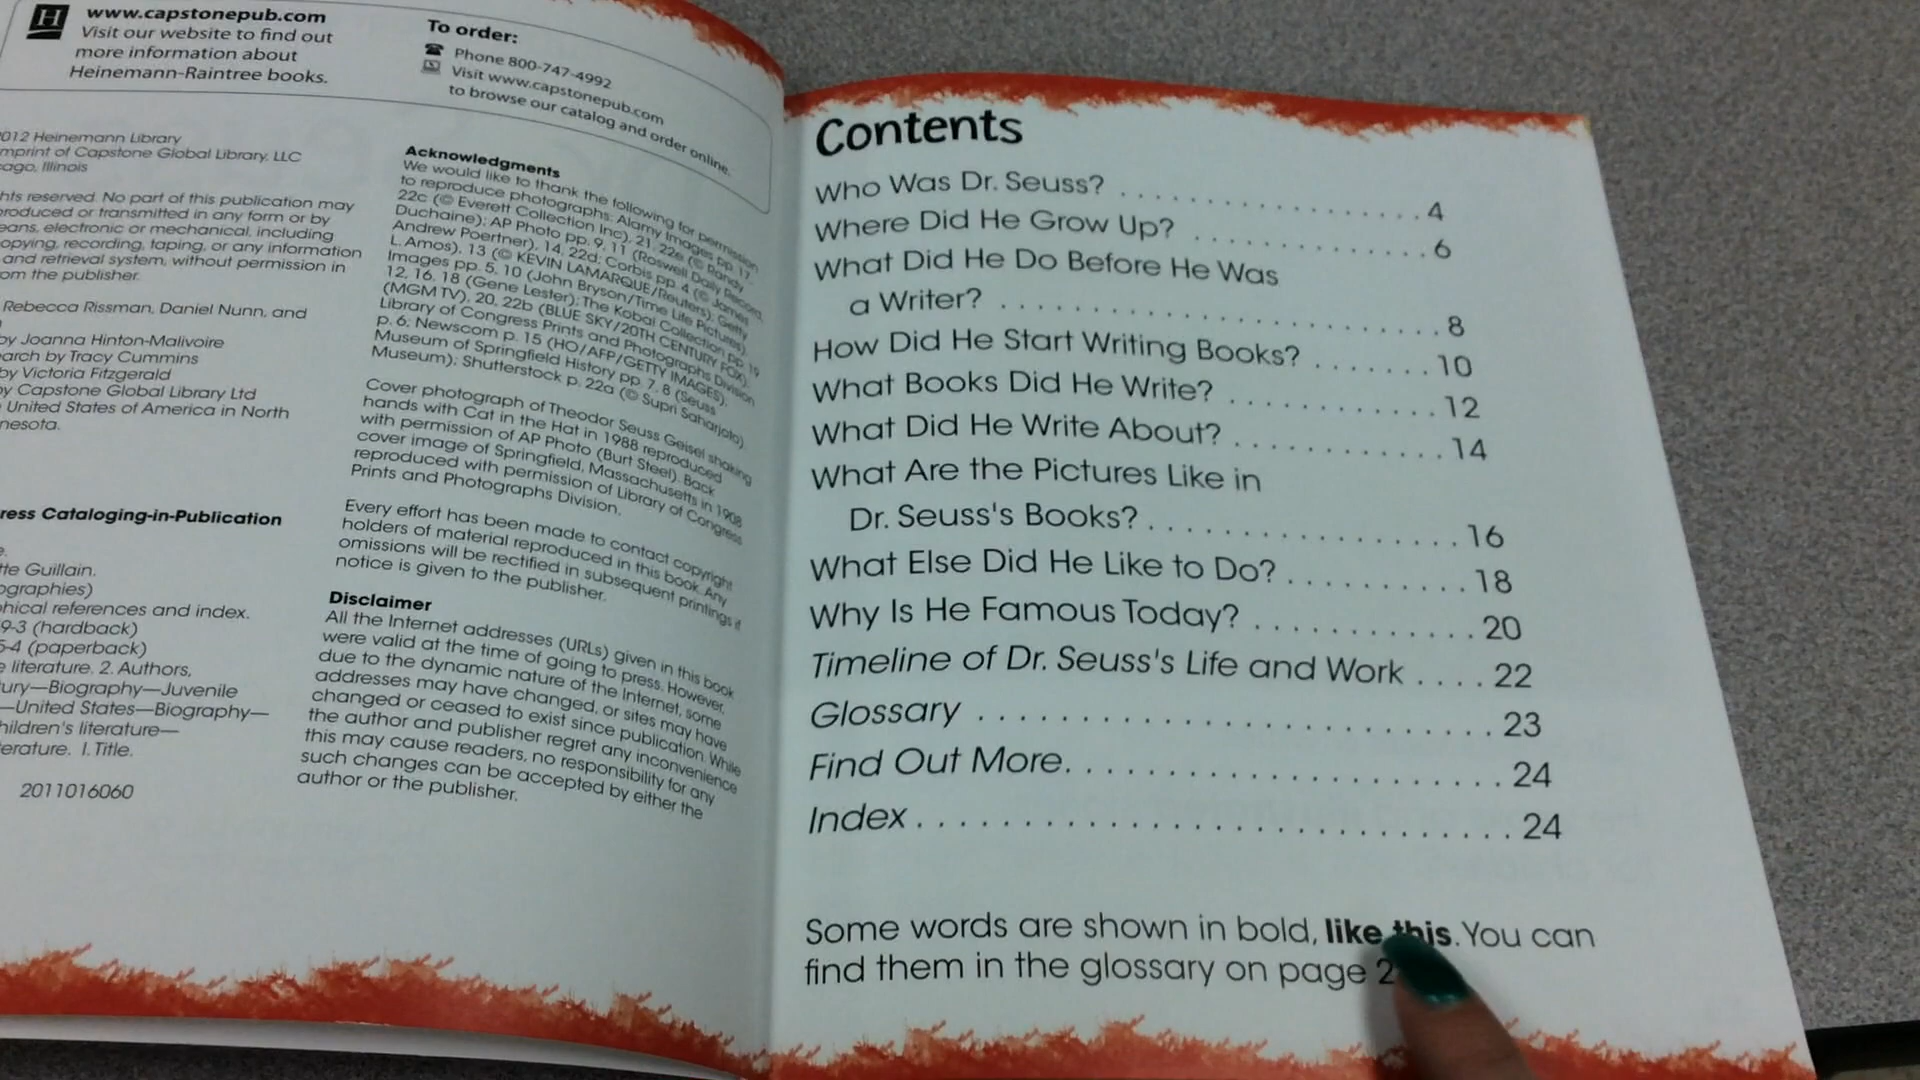 www.capstonepub.com
Visit our website to find out
more information about
Heinemann-Raintree books.
To order:
Phone 800-747-4992
Visit www.capstonepub.com
to browse our catalog and order online.
2012 Heinemann Library
imprint of Capstone Global Library, LLC
Illinois
reserved. No part of this publication may
or transmitted in any form or by
electronic or mechanical, including
recording, taping, or any information
and retrieval system, without permission in
the publisher.
Rebecca Rissman, Daniel Nunn, and
by Joanna Hinton-Malivoire
by Tracy Cummins
by Victoria Fitzgerald
by Capstone Global Library Ltd
United States of America in North
Cataloging-in-Publication
Guillain.
references and index.
9-3 (hardback)
5-4 (paperback)
literature. 2. Authors,
—Biography—Juvenile
—United States—Biography—
literature—
I. Title.
2011016060
Acknowledgments
We would like to thank the following for permission
to reproduce photographs: Alamy Images pp. 17,
22c (© Everett Collection Inc), 21, 22e (© Randy
Duchaine); AP Photo pp. 9, 11 (Roswell Daily Record,
Andrew Poertner), 14, 22d; Corbis pp. 4 (© James
L. Amos), 13 (© KEVIN LAMARQUE/Reuters); Getty
Images pp. 5, 10 (John Bryson/Time Life Pictures),
12, 16, 18 (Gene Lester); The Kobal Collection pp. 19
(MGM TV), 20, 22b (BLUE SKY/20TH CENTURY FOX);
Library of Congress Prints and Photographs Division
p. 6; Newscom p. 15 (HO/AFP/GETTY IMAGES);
Museum of Springfield History pp. 7, 8 (Seuss
Museum); Shutterstock p. 22a (© Supri Suharjoto).
Cover photograph of Theodor Seuss Geisel shaking
hands with Cat in the Hat in 1988 reproduced
with permission of AP Photo (Burt Steel). Back
cover image of Springfield, Massachusetts in 1908
reproduced with permission of Library of Congress
Prints and Photographs Division.
Every effort has been made to contact copyright
holders of material reproduced in this book. Any
omissions will be rectified in subsequent printings if
notice is given to the publisher.
Disclaimer
All the Internet addresses (URLs) given in this book
were valid at the time of going to press. However,
due to the dynamic nature of the Internet, some
addresses may have changed, or sites may have
changed or ceased to exist since publication. While
the author and publisher regret any inconvenience
this may cause readers, no responsibility for any
such changes can be accepted by either the
author or the publisher.
Contents
Who Was Dr. Seuss? . . . . . . . . . . . . . . . . . . . . 4
Where Did He Grow Up? . . . . . . . . . . . . . . . 6
What Did He Do Before He Was
a Writer? . . . . . . . . . . . . . . . . . . . . . . . . . . . 8
How Did He Start Writing Books? . . . . . . . 10
What Books Did He Write? . . . . . . . . . . . . 12
What Did He Write About? . . . . . . . . . . . . 14
What Are the Pictures Like in
Dr. Seuss's Books? . . . . . . . . . . . . . . . . . . 16
What Else Did He Like to Do? . . . . . . . . . . 18
Why Is He Famous Today? . . . . . . . . . . . . 20
Timeline of Dr. Seuss's Life and Work . . . . 22
Glossary . . . . . . . . . . . . . . . . . . . . . . . . . . . 23
Find Out More. . . . . . . . . . . . . . . . . . . . . . . 24
Index . . . . . . . . . . . . . . . . . . . . . . . . . . . . . . 24
Some words are shown in bold, like this. You can
find them in the glossary on page 2